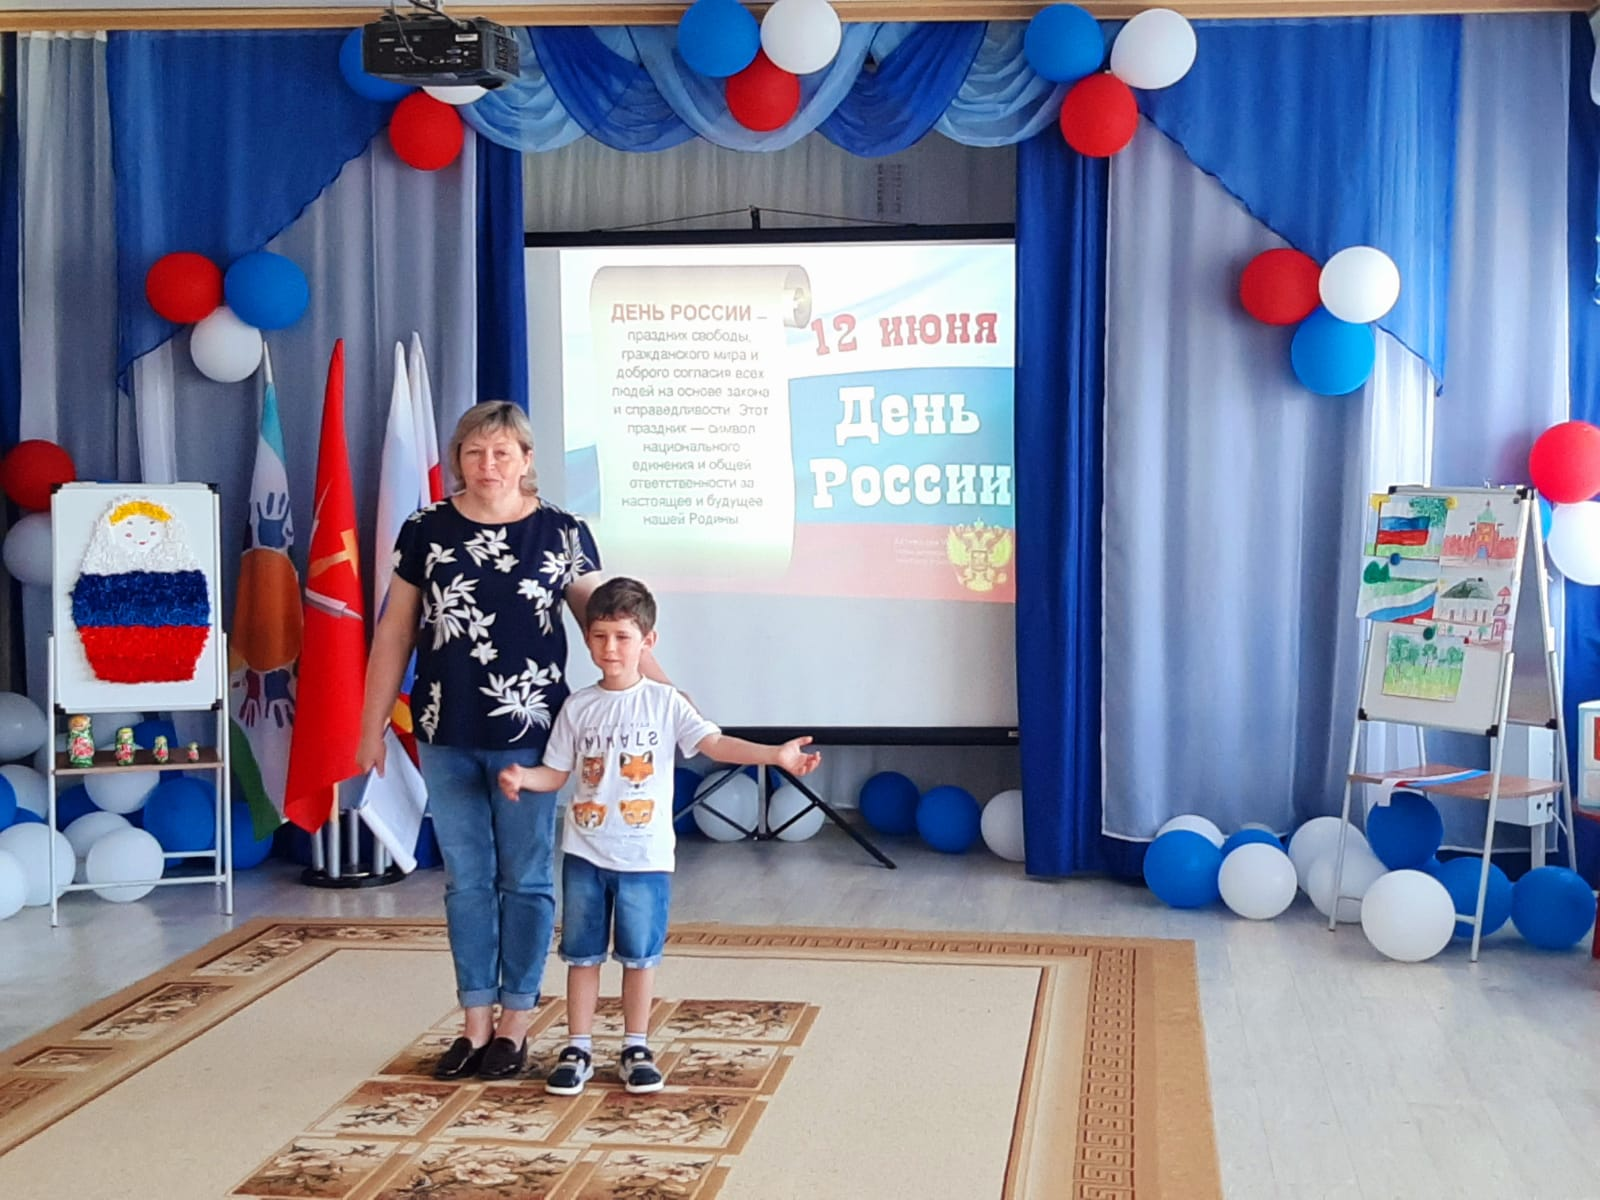 ДЕНЬ РОССИИ —
праздник свободы,
гражданского мира и
доброго согласия всех
людей на основе закона
и справедливости. Этот
праздник — символ
национального
единения и общей
ответственности за
настоящее и будущее
нашей Родины
12 июня
День
России
ANIMALS